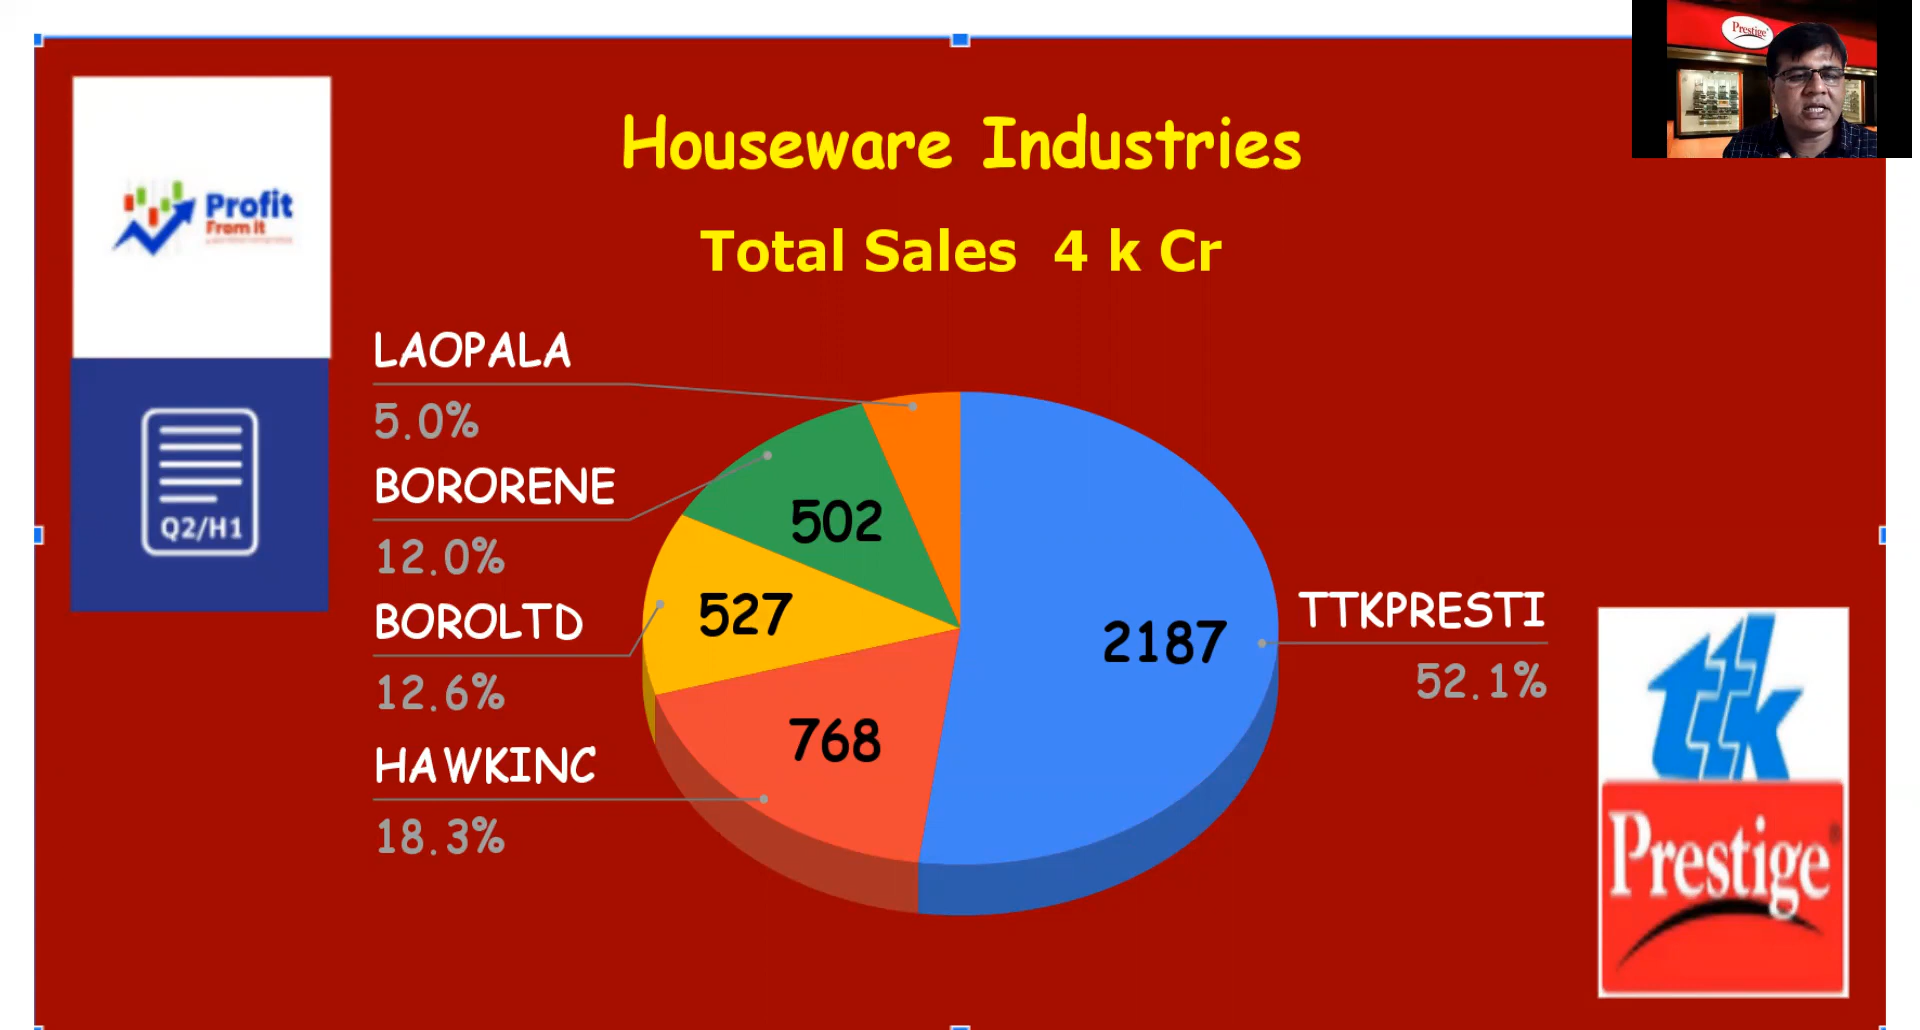 Prestige
Profit
From it
Q2/H1
Houseware Industries
Total Sales 4 k Cr
LAOPALA
5.0%
BORORENE
12.0%
BOROLTD
12.6%
HAWKINC
18.3%
502
527
768
2187
TTKPRESTI
52.1%
ttk
Prestige